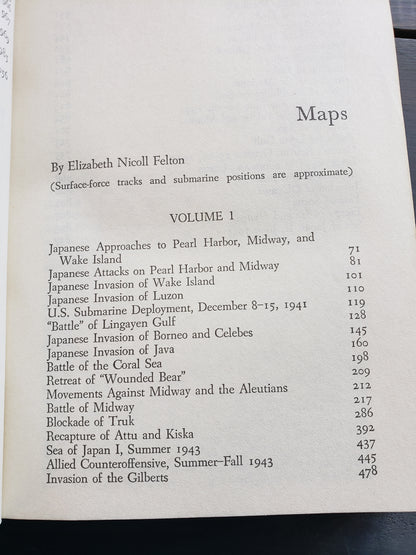 Maps
By Elizabeth Nicoll Felton
(Surface-force tracks and submarine positions are approximate)
VOLUME 1
Japanese Approaches to Pearl Harbor, Midway, and
Wake Island 71
Japanese Attacks on Pearl Harbor and Midway 81
Japanese Invasion of Wake Island 101
Japanese Invasion of Luzon 110
U.S. Submarine Deployment, December 8–15, 1941 119
"Battle" of Lingayen Gulf 128
Japanese Invasion of Borneo and Celebes 145
Japanese Invasion of Java 160
Battle of the Coral Sea 198
Retreat of "Wounded Bear" 209
Movements Against Midway and the Aleutians 212
Battle of Midway 217
Blockade of Truk 286
Recapture of Attu and Kiska 392
Sea of Japan I, Summer 1943 437
Allied Counteroffensive, Summer–Fall 1943 445
Invasion of the Gilberts 478